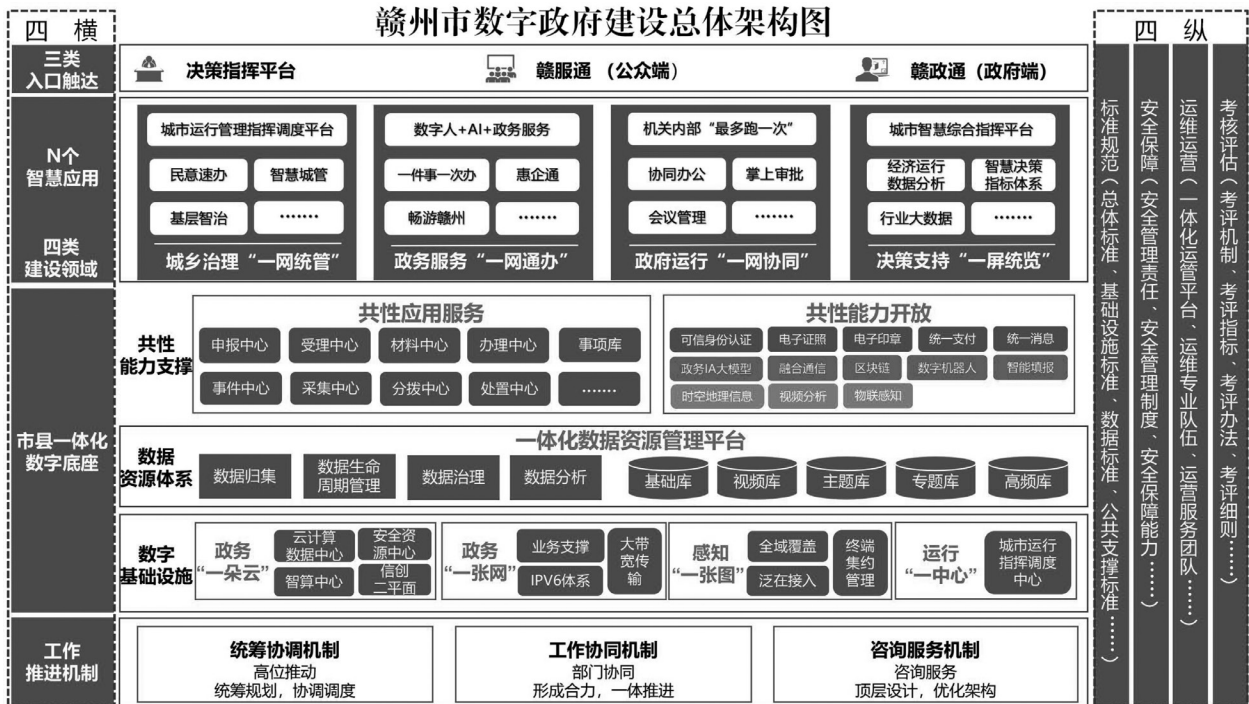 赣州市数字政府建设总体架构图
四 横
三类
入口触达
决策指挥平台
赣服通（公众端）
赣政通（政府端）
N个
智慧应用
四类
建设领域
城市运行管理指挥调度平台
民意速办
智慧城管
基层智治
·······
城乡治理“一网统管”
数字人+AI+政务服务
一件事一次办
惠企通
畅游赣州
·······
政务服务“一网通办”
机关内部“最多跑一次”
协同办公
掌上审批
会议管理
·······
政府运行“一网协同”
城市智慧综合指挥平台
经济运行
数据分析
智慧决策
指标体系
行业大数据
·······
决策支持“一屏统览”
市县一体化
数字底座
共性
能力支撑
共性应用服务
申报中心
受理中心
材料中心
办理中心
事项库
事件中心
采集中心
分拨中心
处置中心
·······
共性能力开放
可信身份认证
电子证照
电子印章
统一支付
统一消息
政务IA大模型
融合通信
区块链
数字机器人
智能填报
时空地理信息
视频分析
物联感知
数据
资源体系
一体化数据资源管理平台
数据归集
数据生命
周期管理
数据治理
数据分析
基础库
视频库
主题库
专题库
高频库
数字
基础设施
政务
“一朵云”
云计算
数据中心
安全资
源中心
智算中心
信创
二平面
政务
“一张网”
业务支撑
IPV6体系
大带
宽传
输
感知
“一张图”
全域覆盖
泛在接入
终端
集约
管理
运行
“一中心”
城市运行
指挥调度
中心
工作
推进机制
统筹协调机制
高位推动
统筹规划，协调调度
工作协同机制
部门协同
形成合力，一体推进
咨询服务机制
咨询服务
顶层设计，优化架构
四 纵
标准规范（总体标准、基础设施标准、数据标准、公共支撑标准······）
安全保障（安全管理责任、安全管理制度、安全保障能力······）
运维运营（一体化运管平台、运维专业队伍、运营服务团队······）
考核评估（考评机制、考评指标、考评办法、考评细则······）